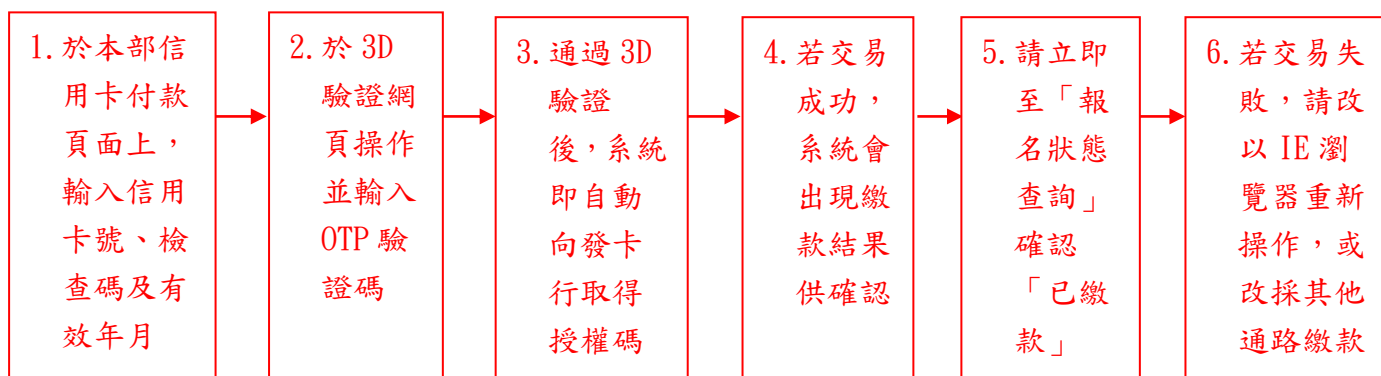 1.於本部信
用卡付款
頁面上，
輸入信用
卡號、檢
查碼及有
效年月
2.於 3D
驗證網
頁操作
並輸入
OTP 驗
證碼
3.通過 3D
驗證
後，系統
即自動
向發卡
行取得
授權碼
4.若交易
成功，
系統會
出現繳
款結果
供確認
5.請立即
至「報
名狀態
查詢」
確認
「已繳
款」
6.若交易失
敗，請改
以 IE 瀏
覽器重新
操作，或
改採其他
通路繳款